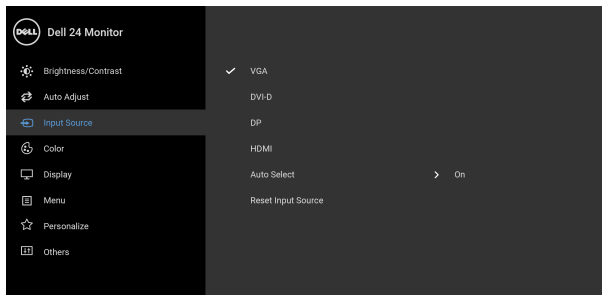 DELL Dell 24 Monitor
Brightness/Contrast
VGA
Auto Adjust
DVI-D
Input Source
DP
Color
HDMI
Display
Auto Select
On
Menu
Reset Input Source
Personalize
Others